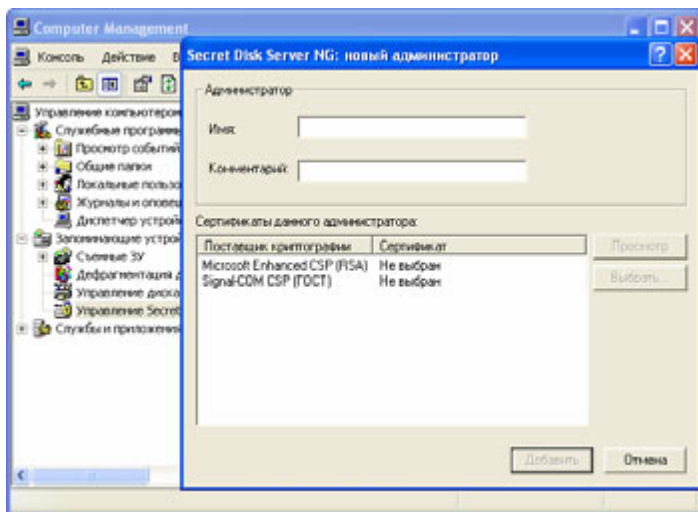 Computer Management
Консоль Действие В
Управление компьютером
Служебные программы
Просмотр событий
Общие папки
Локальные пользо
Журналы и оповещ
Диспетчер устрой
Запоминающие устрой
Съемные ЗУ
Дефрагментация д
Управление диска
Управление Secret
Службы и приложения
Secret Disk Server NG: новый администратор
Администратор
Имя:
Комментарий:
Сертификаты данного администратора:
Поставщик криптографии Сертификат
Microsoft Enhanced CSP (RSA) Не выбран
Signal-COM CSP (ГОСТ) Не выбран
Просмотр
Выбрать...
Добавить Отмена